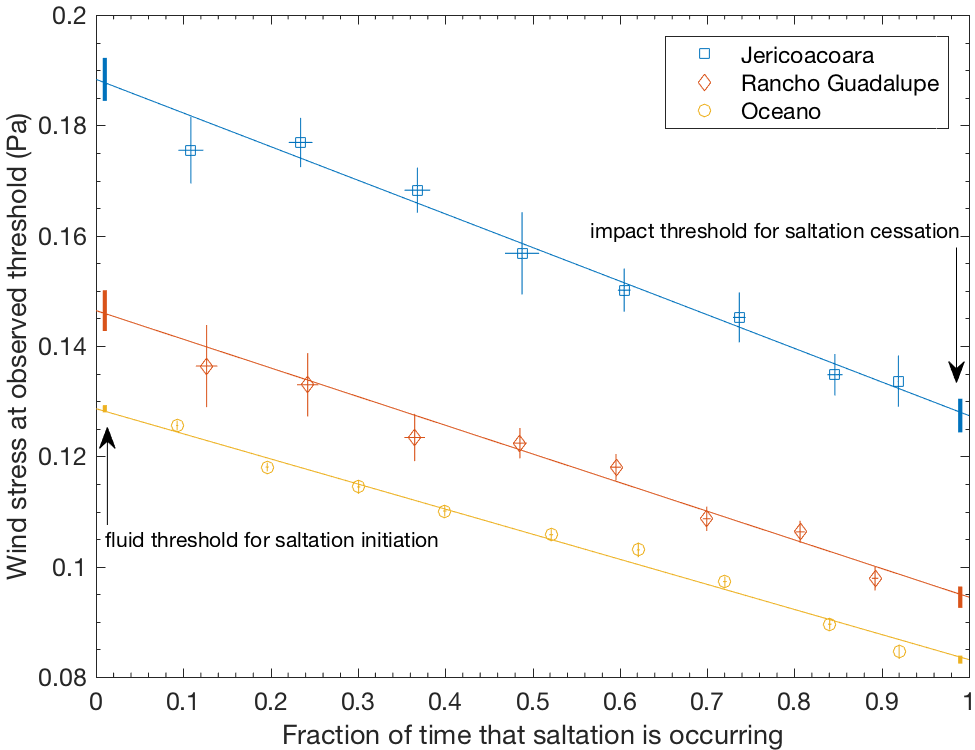 Wind stress at observed threshold (Pa)
0.2
0.18
0.16
0.14
0.12
0.1
0.08
Jericoacoara
Rancho Guadalupe
Oceano
impact threshold for saltation cessation
fluid threshold for saltation initiation
0 0.1 0.2 0.3 0.4 0.5 0.6 0.7 0.8 0.9 1
Fraction of time that saltation is occurring